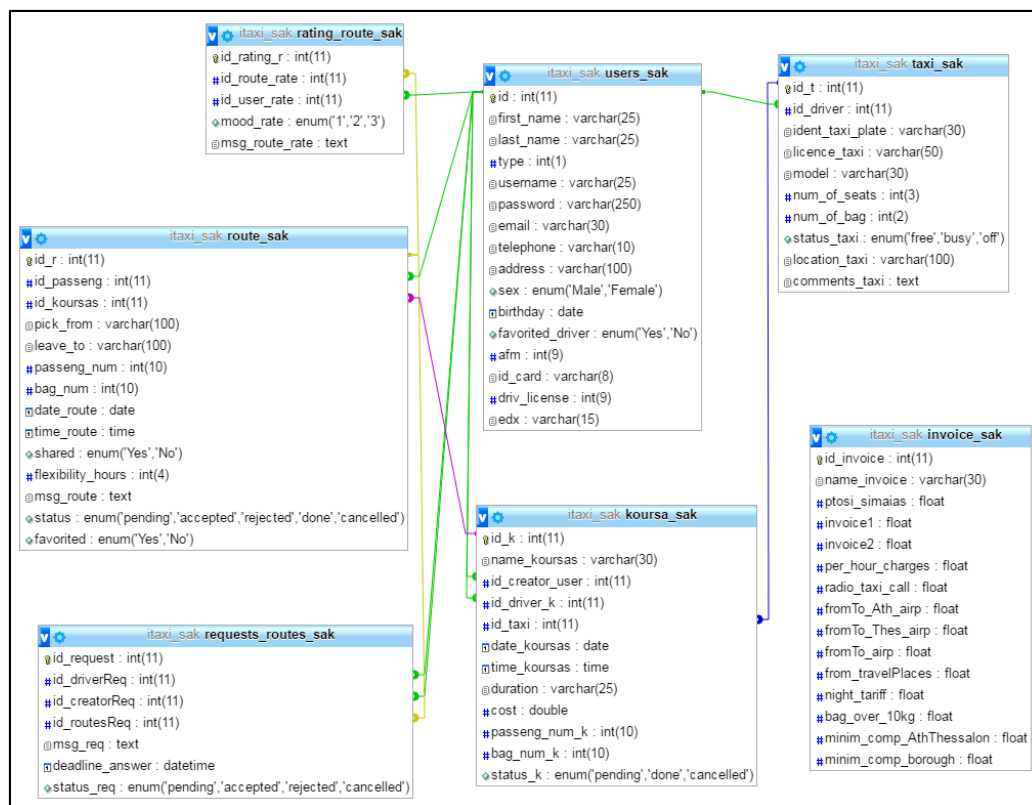 itaxi_sak rating_route_sak
id_rating_r : int(11)
id_route_rate : int(11)
id_user_rate : int(11)
mood_rate : enum('1','2','3')
msg_route_rate : text
itaxi_sak users_sak
id : int(11)
first_name : varchar(25)
last_name : varchar(25)
type : int(1)
username : varchar(25)
password : varchar(250)
email : varchar(30)
telephone : varchar(10)
address : varchar(100)
sex : enum('Male','Female')
birthday : date
favorited_driver : enum('Yes','No')
afm : int(9)
id_card : varchar(8)
driv_license : int(9)
edx : varchar(15)
itaxi_sak taxi_sak
id_t : int(11)
id_driver : int(11)
ident_taxi_plate : varchar(30)
licence_taxi : varchar(50)
model : varchar(30)
num_of_seats : int(3)
num_of_bag : int(2)
status_taxi : enum('free','busy','off')
location_taxi : varchar(100)
comments_taxi : text
itaxi_sak route_sak
id_r : int(11)
id_passeng : int(11)
id_koursas : int(11)
pick_from : varchar(100)
leave_to : varchar(100)
passeng_num : int(10)
bag_num : int(10)
date_route : date
time_route : time
shared : enum('Yes','No')
flexibility_hours : int(4)
msg_route : text
status : enum('pending','accepted','rejected','done','cancelled')
favorited : enum('Yes','No')
itaxi_sak koursa_sak
id_k : int(11)
name_koursas : varchar(30)
id_creator_user : int(11)
id_driver_k : int(11)
id_taxi : int(11)
date_koursas : date
time_koursas : time
duration : varchar(25)
cost : double
passeng_num_k : int(10)
bag_num_k : int(10)
status_k : enum('pending','done','cancelled')
itaxi_sak invoice_sak
id_invoice : int(11)
name_invoice : varchar(30)
ptosi_simaias : float
invoice1 : float
invoice2 : float
per_hour_charges : float
radio_taxi_call : float
fromTo_Ath_airp : float
fromTo_Thes_airp : float
fromTo_airp : float
from_travelPlaces : float
night_tariff : float
bag_over_10kg : float
minim_comp_AthThessalon : float
minim_comp_borough : float
itaxi_sak requests_routes_sak
id_request : int(11)
id_driverReq : int(11)
id_creatorReq : int(11)
id_routesReq : int(11)
msg_req : text
deadline_answer : datetime
status_req : enum('pending','accepted','rejected','cancelled')